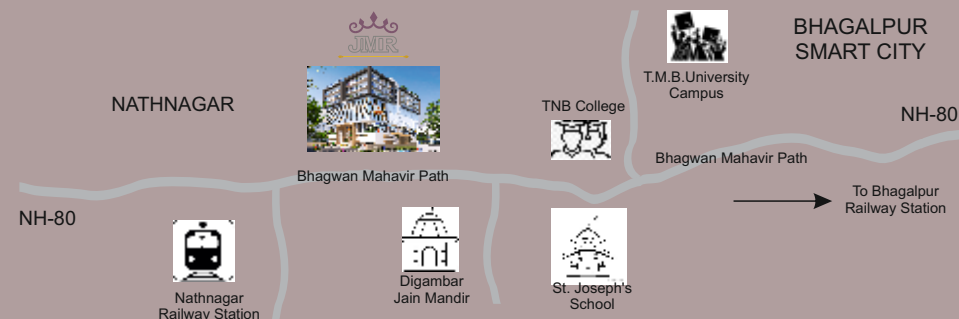 JMR
BHAGALPUR
SMART CITY
T.M.B.University
Campus
NATHNAGAR
TNB College
NH-80
Bhagwan Mahavir Path
Bhagwan Mahavir Path
To Bhagalpur
Railway Station
NH-80
Digambar
Jain Mandir
St. Joseph's
School
Nathnagar
Railway Station